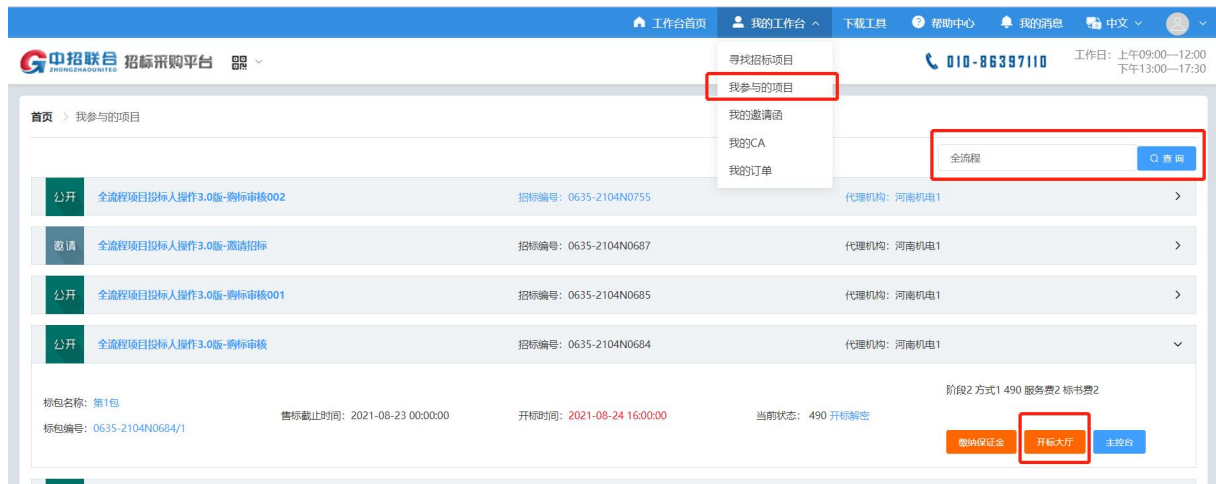 工作台首页 我的工作台 下载工具 帮助中心 我的消息 中文
中招联合 招标采购平台
ZHONGZHAOUNITED
010-86397110
工作日：上午09:00—12:00
下午13:00—17:30
寻找招标项目
我参与的项目
我的邀请函
我的CA
我的订单
首页 > 我参与的项目
全流程 查询
公开 全流程项目投标人操作3.0版-购标审核002 招标编号：0635-2104N0755 代理机构：河南机电1
邀请 全流程项目投标人操作3.0版-邀请招标 招标编号：0635-2104N0687 代理机构：河南机电1
公开 全流程项目投标人操作3.0版-购标审核001 招标编号：0635-2104N0685 代理机构：河南机电1
公开 全流程项目投标人操作3.0版-购标审核 招标编号：0635-2104N0684 代理机构：河南机电1
阶段2 方式1 490 服务费2 标书费2
标包名称：第1包
售标截止时间：2021-08-23 00:00:00 开标时间：2021-08-24 16:00:00 当前状态： 490 开标解密
标包编号：0635-2104N0684/1
缴纳保证金 开标大厅 主控台